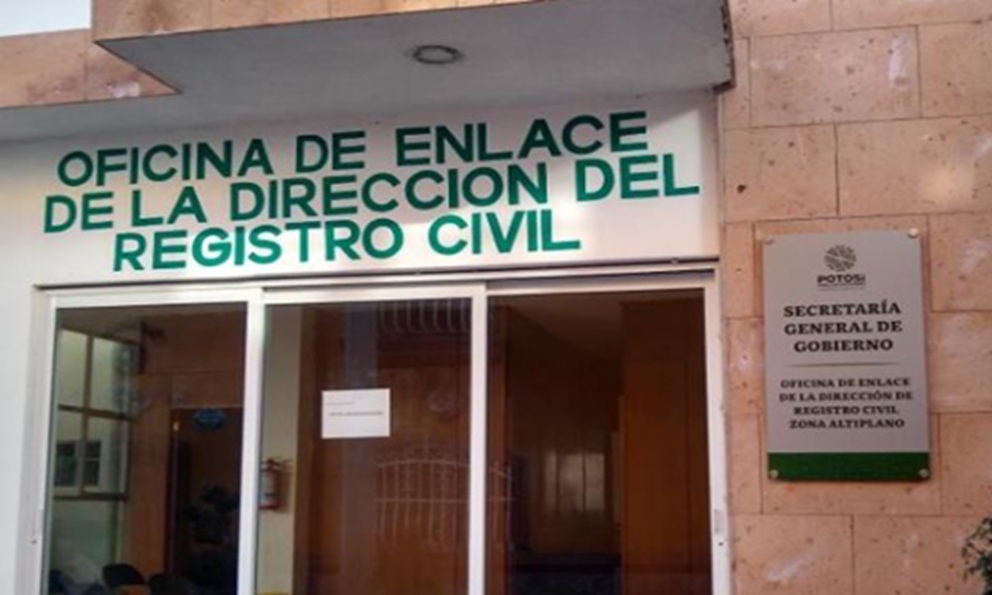 OFICINA DE ENLACE
DE LA DIRECCION DEL
REGISTRO CIVIL
POTOSÍ
SECRETARÍA
GENERAL DE
GOBIERNO
OFICINA DE ENLACE
DE LA DIRECCIÓN DE
REGISTRO CIVIL
ZONA ALTIPLANO